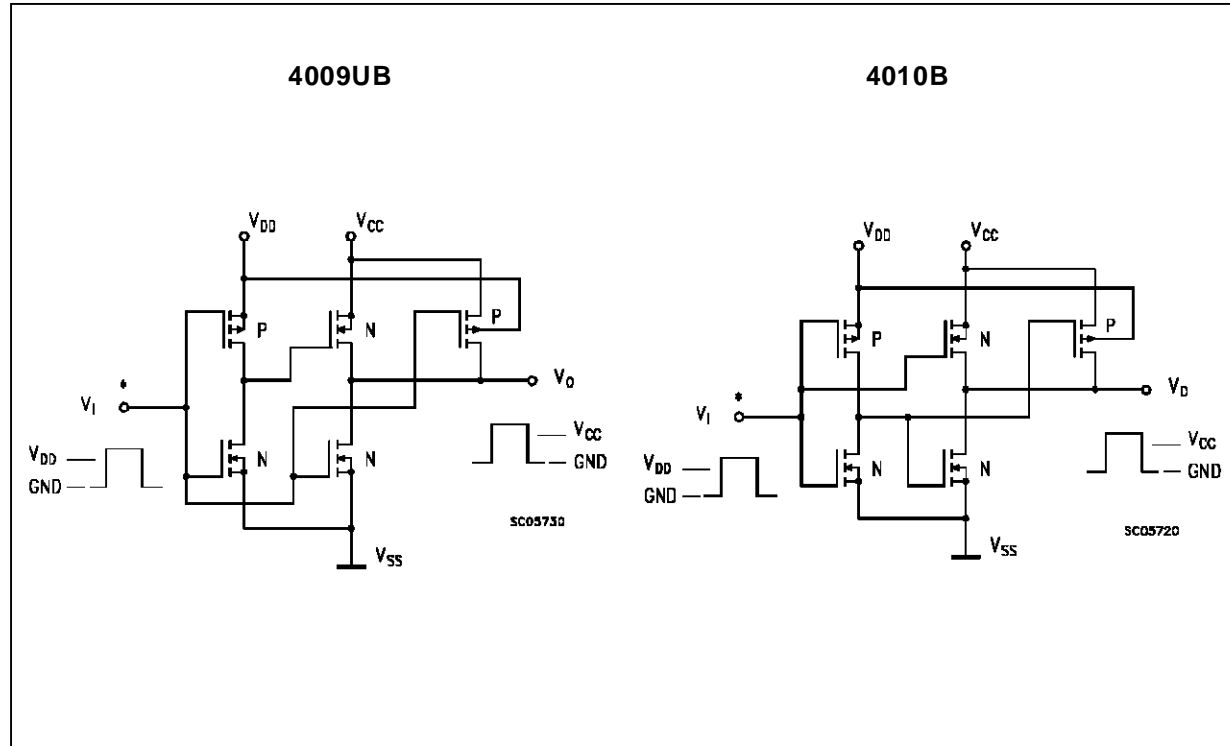 4009UB
4010B
VDD
VCC
P
N
P
*
VI
VO
VDD
GND
N
N
VCC
GND
SC05730
VSS
VDD
VCC
P
N
P
*
VI
VD
VDD
GND
N
N
VCC
GND
SC05720
VSS